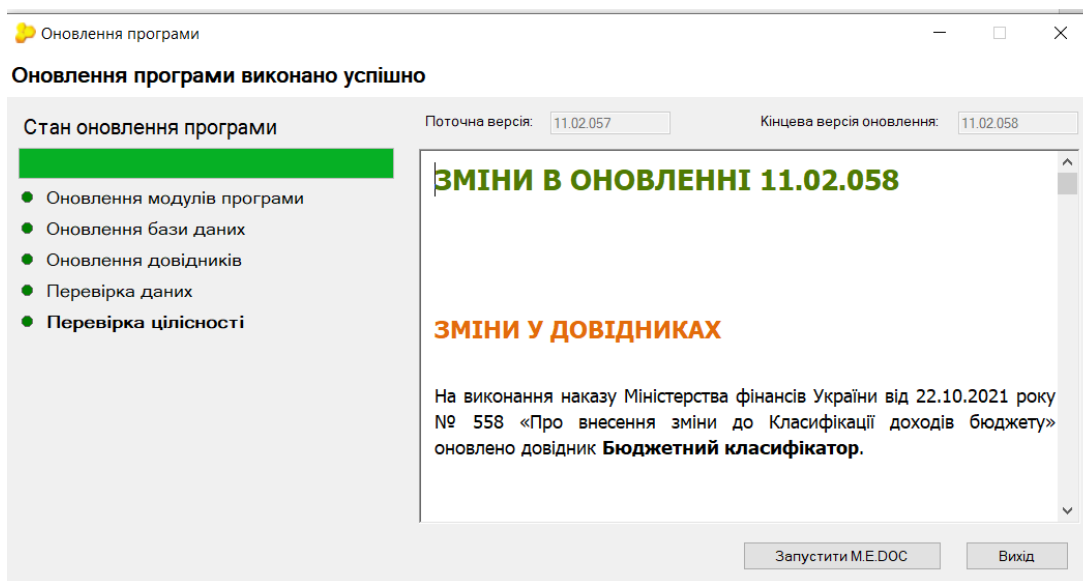 Оновлення програми
Оновлення програми виконано успішно
Стан оновлення програми
Оновлення модулів програми
Оновлення бази даних
Оновлення довідників
Перевірка даних
Перевірка цілісності
Поточна версія: 11.02.057 Кінцева версія оновлення: 11.02.058
ЗМІНИ В ОНОВЛЕННІ 11.02.058
ЗМІНИ У ДОВІДНИКАХ
На виконання наказу Міністерства фінансів України від 22.10.2021 року
№ 558 «Про внесення зміни до Класифікації доходів бюджету»
оновлено довідник Бюджетний класифікатор.
Запустити M.E.DOC Вихід